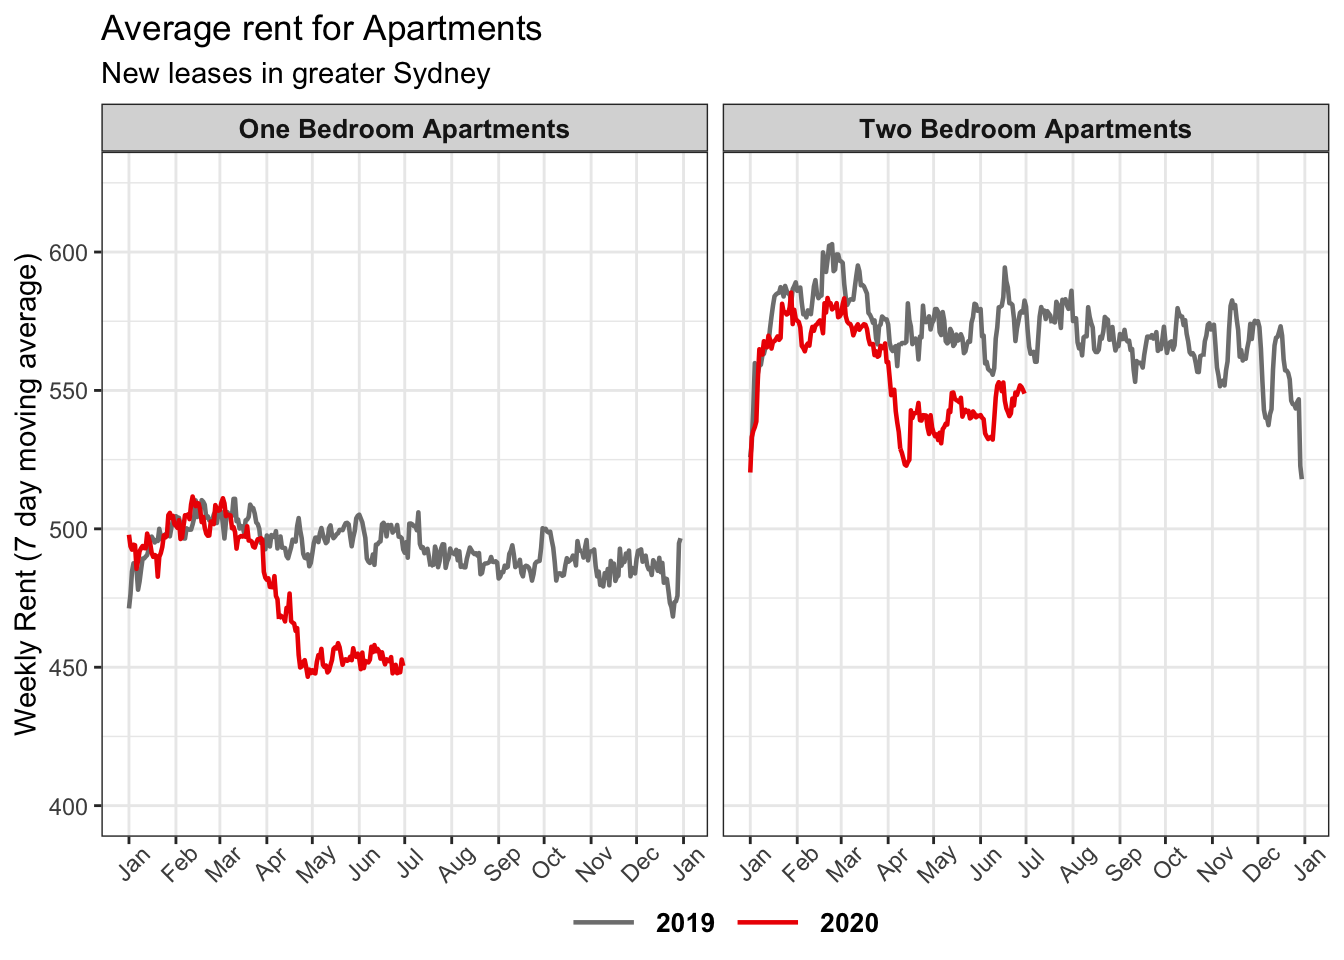 Average rent for Apartments
New leases in greater Sydney
One Bedroom Apartments
Two Bedroom Apartments
Weekly Rent (7 day moving average)
600
550
500
450
400
Jan Feb Mar Apr May Jun Jul Aug Sep Oct Nov Dec Jan
Jan Feb Mar Apr May Jun Jul Aug Sep Oct Nov Dec Jan
2019 2020